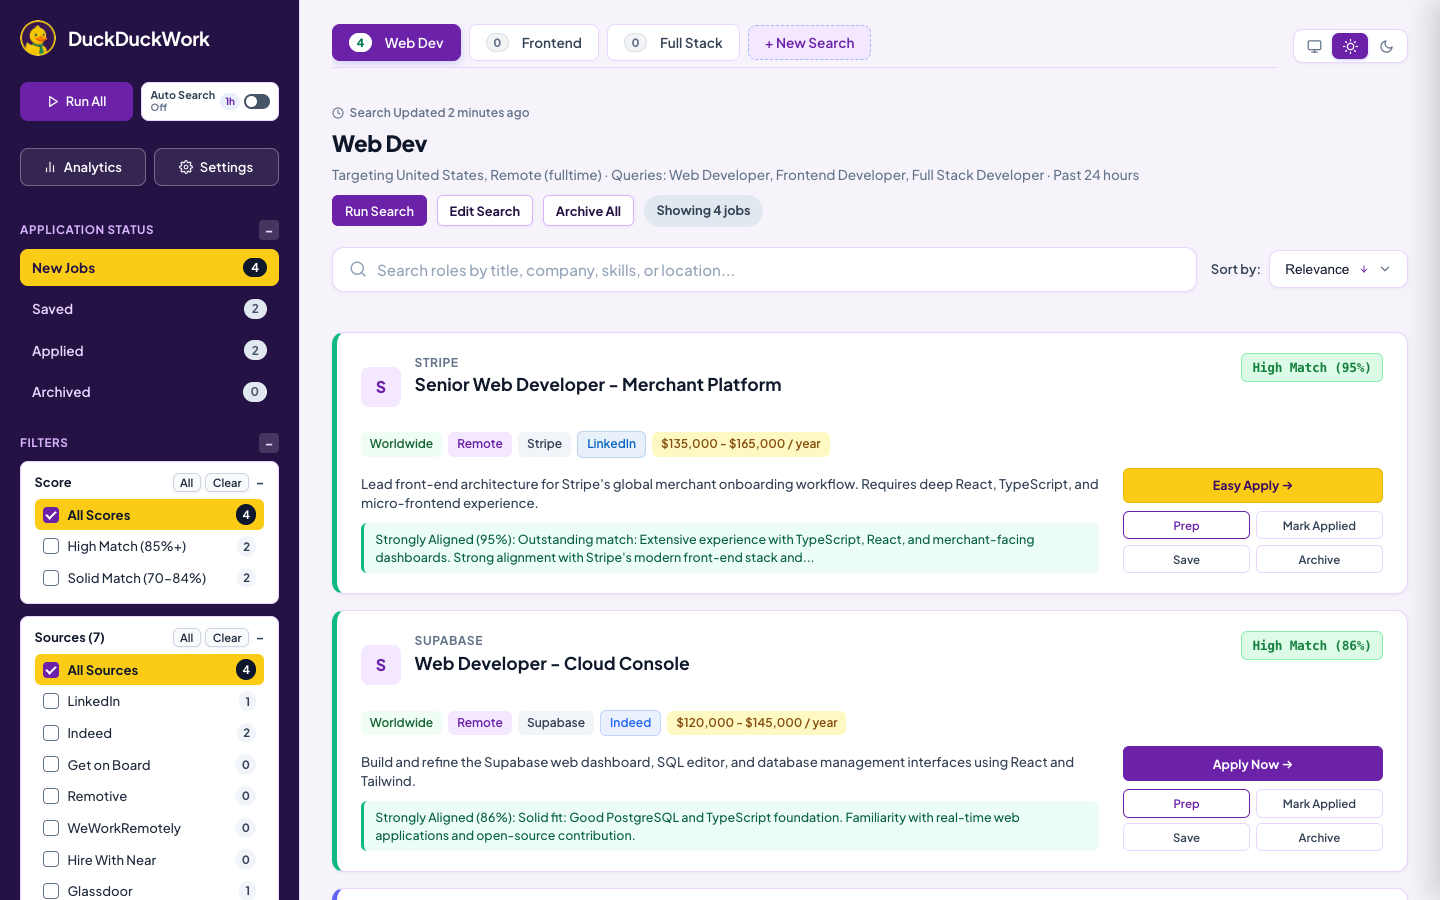 DuckDuckWork
Run All
Auto Search
Off
1h
Analytics
Settings
APPLICATION STATUS
–
New Jobs 4
Saved 2
Applied 2
Archived 0
FILTERS
–
Score All Clear –
All Scores 4
High Match (85%+) 2
Solid Match (70–84%) 2
Sources (7) All Clear –
All Sources 4
LinkedIn 1
Indeed 2
Get on Board 0
Remotive 0
WeWorkRemotely 0
Hire With Near 0
Glassdoor 1
4 Web Dev
0 Frontend
0 Full Stack
+ New Search
Search Updated 2 minutes ago
Web Dev
Targeting United States, Remote (fulltime) · Queries: Web Developer, Frontend Developer, Full Stack Developer · Past 24 hours
Run Search
Edit Search
Archive All
Showing 4 jobs
Search roles by title, company, skills, or location...
Sort by: Relevance ↓
S
STRIPE
Senior Web Developer – Merchant Platform
High Match (95%)
Worldwide Remote Stripe LinkedIn $135,000 - $165,000 / year
Lead front-end architecture for Stripe's global merchant onboarding workflow. Requires deep React, TypeScript, and
micro-frontend experience.
Strongly Aligned (95%): Outstanding match: Extensive experience with TypeScript, React, and merchant-facing
dashboards. Strong alignment with Stripe's modern front-end stack and...
Easy Apply →
Prep
Mark Applied
Save
Archive
S
SUPABASE
Web Developer – Cloud Console
High Match (86%)
Worldwide Remote Supabase Indeed $120,000 - $145,000 / year
Build and refine the Supabase web dashboard, SQL editor, and database management interfaces using React and
Tailwind.
Strongly Aligned (86%): Solid fit: Good PostgreSQL and TypeScript foundation. Familiarity with real-time web
applications and open-source contribution.
Apply Now →
Prep
Mark Applied
Save
Archive